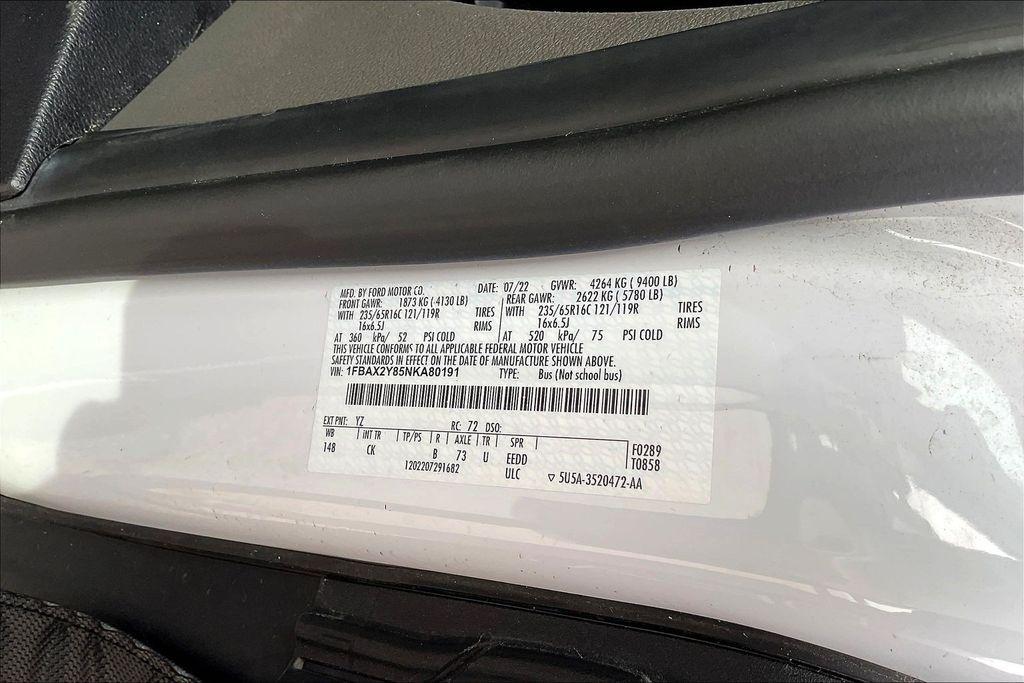 MFD. BY FORD MOTOR CO. DATE: 07/22 GVWR: 4264 KG ( 9400 LB)
FRONT GAWR: 1873 KG ( 4130 LB) REAR GAWR: 2622 KG ( 5780 LB)
WITH 235/65R16C 121/119R TIRES WITH 235/65R16C 121/119R TIRES
16x6.5J RIMS 16x6.5J RIMS
AT 360 kPa/ 52 PSI COLD AT 520 kPa/ 75 PSI COLD
THIS VEHICLE CONFORMS TO ALL APPLICABLE FEDERAL MOTOR VEHICLE
SAFETY STANDARDS IN EFFECT ON THE DATE OF MANUFACTURE SHOWN ABOVE.
VIN: 1FBAX2Y85NKA80191 TYPE: Bus (Not school bus)
EXT PNT: YZ RC: 72 DSO:
WB INT TR TP/PS R AXLE TR SPR F0289
148 CK B 73 U EEDD T0858
1202207291682 ULC ▽ 5U5A-3520472-AA